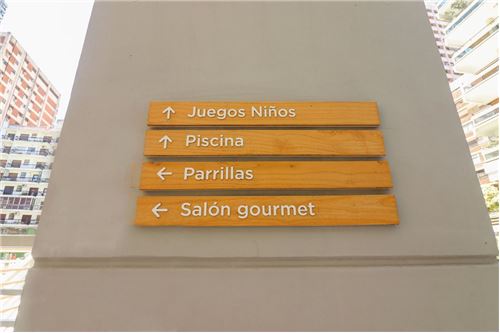 ↑ Juegos Niños
↑ Piscina
← Parrillas
← Salón gourmet